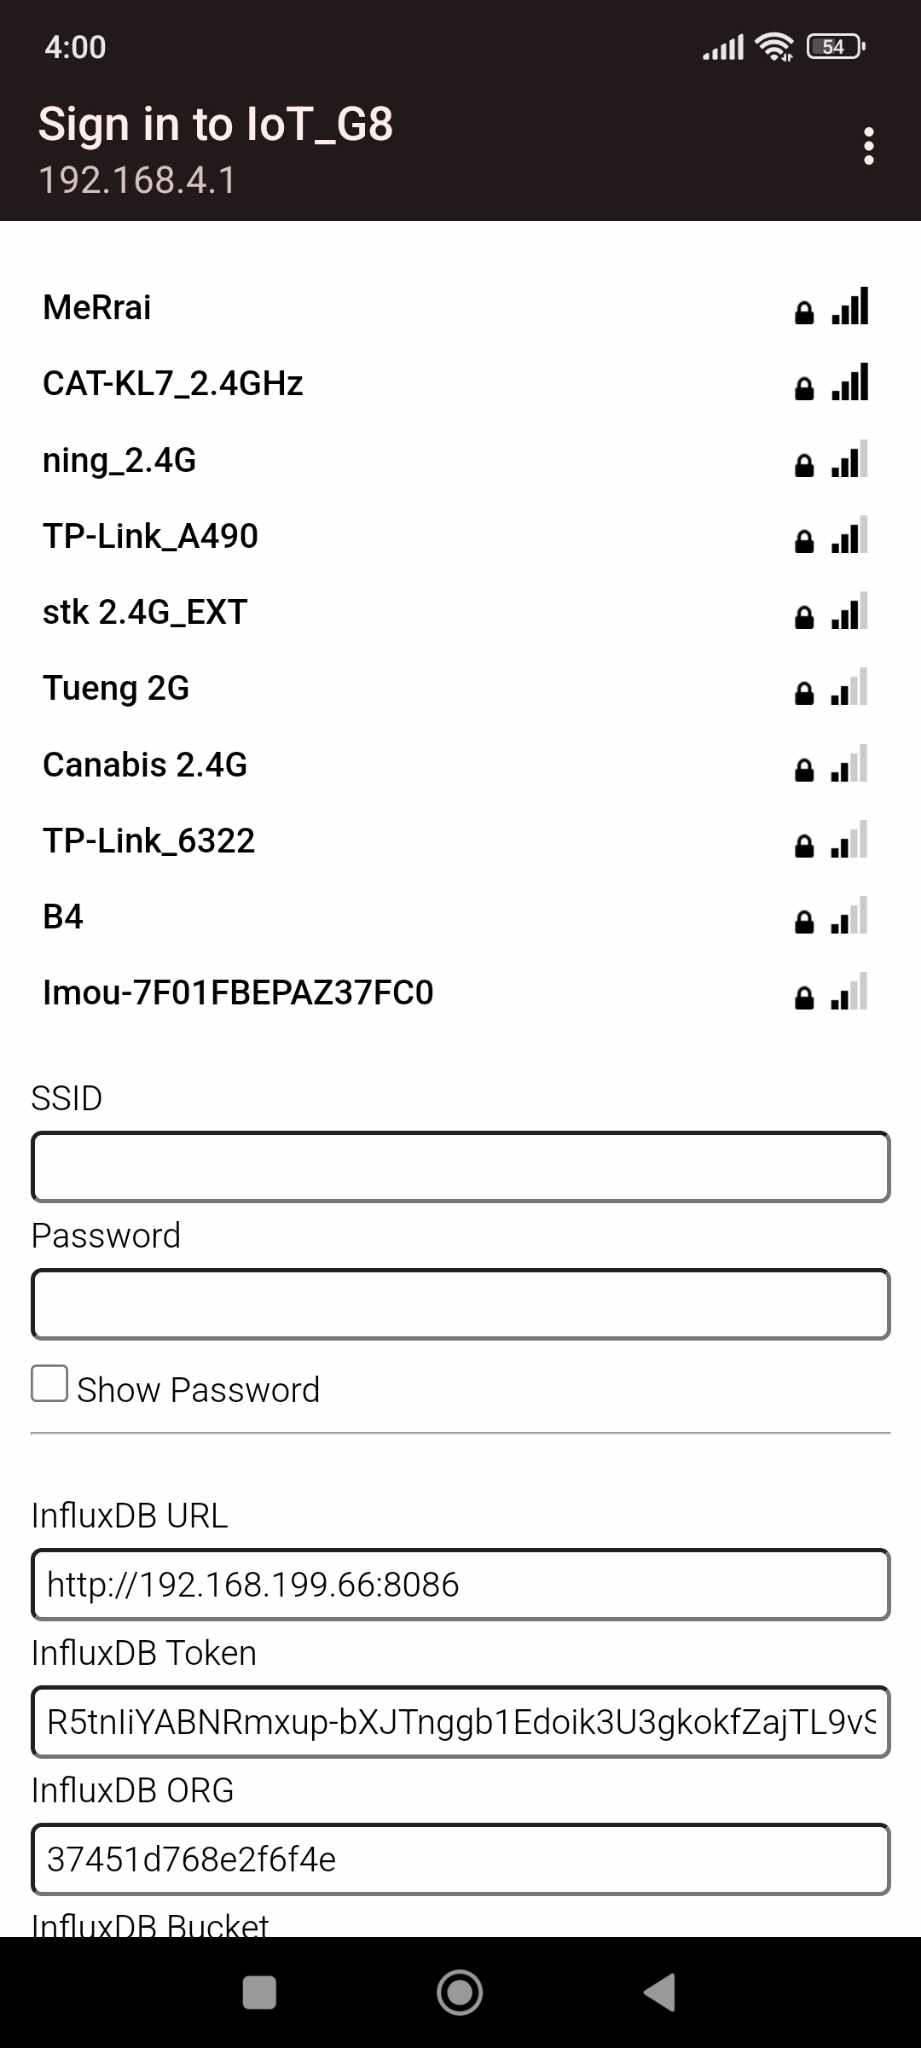 4:00
54
Sign in to IoT_G8
192.168.4.1
MeRrai
CAT-KL7_2.4GHz
ning_2.4G
TP-Link_A490
stk 2.4G_EXT
Tueng 2G
Canabis 2.4G
TP-Link_6322
B4
Imou-7F01FBEPAZ37FC0
SSID
Password
Show Password
InfluxDB URL
http://192.168.199.66:8086
InfluxDB Token
R5tnIiYABNRmxup-bXJTnggb1Edoik3U3gkokfZajTL9vS
InfluxDB ORG
37451d768e2f6f4e
InfluxDB Bucket